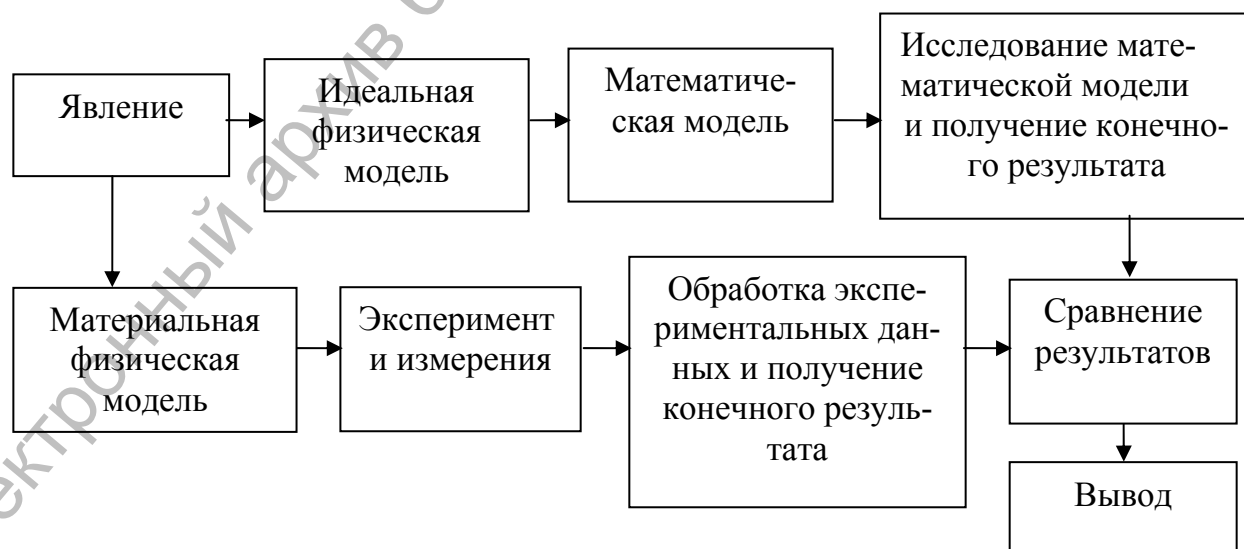 Явление
Идеальная
физическая
модель
Математиче-
ская модель
Исследование мате-
матической модели
и получение конечно-
го результата
Материальная
физическая
модель
Эксперимент
и измерения
Обработка экспе-
риментальных дан-
ных и получение
конечного резуль-
тата
Сравнение
результатов
Вывод
архив